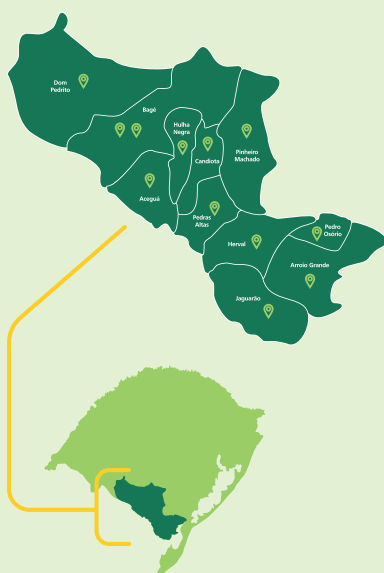 Dom
Pedrito
Bagé
Hulha
Negra
Candiota
Pinheiro
Machado
Aceguá
Pedras
Altas
Herval
Pedro
Osório
Arroio Grande
Jaguarão